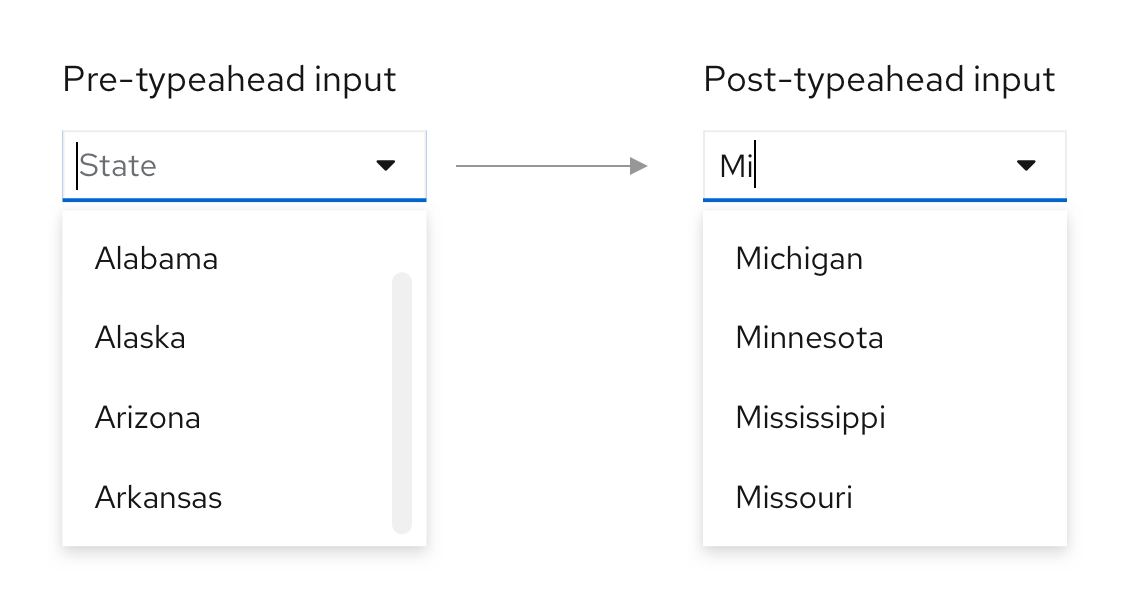 Pre-typeahead input
State
Alabama
Alaska
Arizona
Arkansas
Post-typeahead input
Mi
Michigan
Minnesota
Mississippi
Missouri